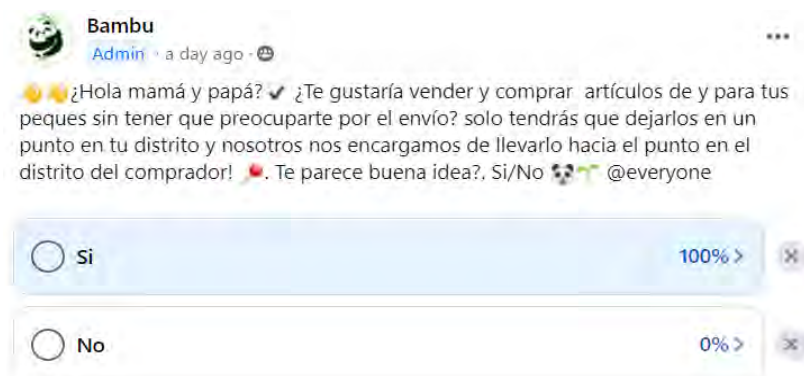 Bambu
Admin · a day ago ·
👋👋¿Hola mamá y papá? ✔ ¿Te gustaría vender y comprar artículos de y para tus
peques sin tener que preocuparte por el envío? solo tendrás que dejarlos en un
punto en tu distrito y nosotros nos encargamos de llevarlo hacia el punto en el
distrito del comprador! 📍. Te parece buena idea?. Si/No 🐼🌱 @everyone
Si 100%
No 0%